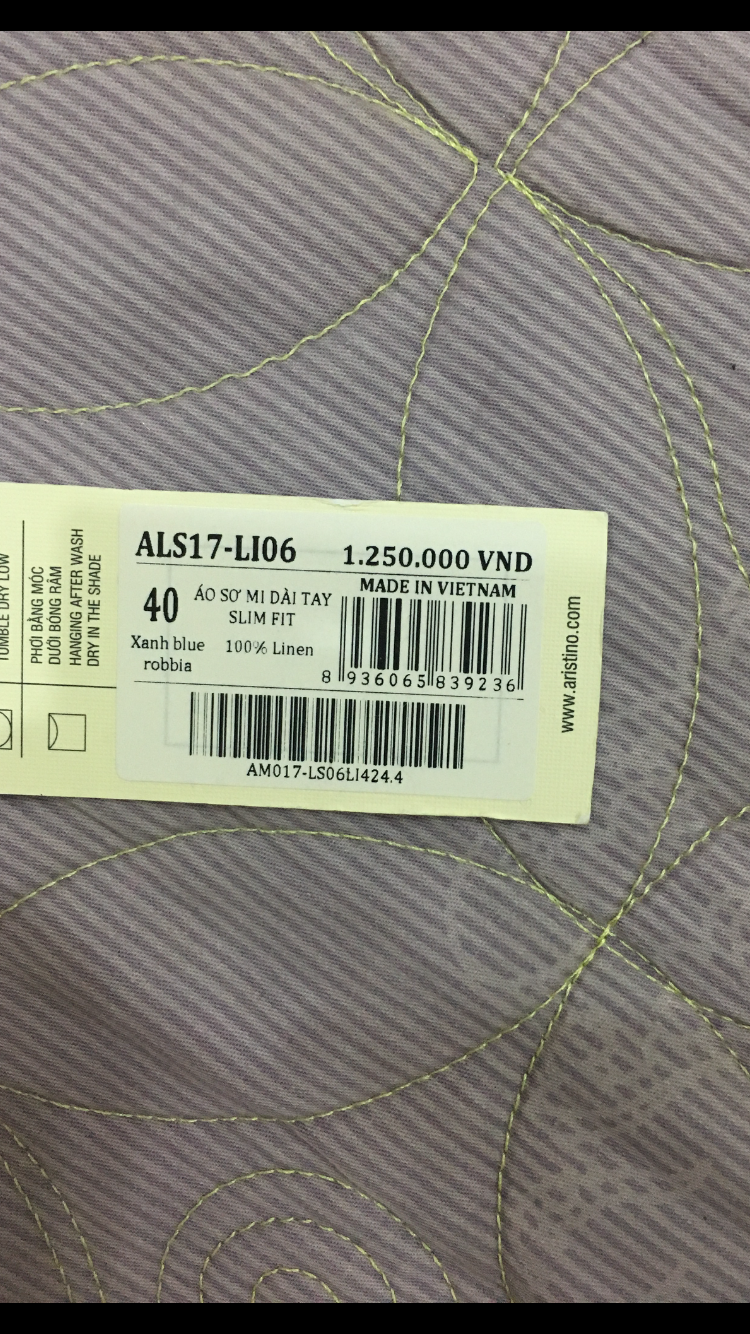 ALS17-LI06
1.250.000 VND
MADE IN VIETNAM
40
ÁO SƠ MI DÀI TAY
SLIM FIT
Xanh blue
robbia
100% Linen
8 936065 839236
AM017-LS06LI424.4
www.aristino.com
TUMBLE DRY LOW
PHƠI BẰNG MÓC
DƯỚI BÓNG RÂM
HANGING AFTER WASH
DRY IN THE SHADE